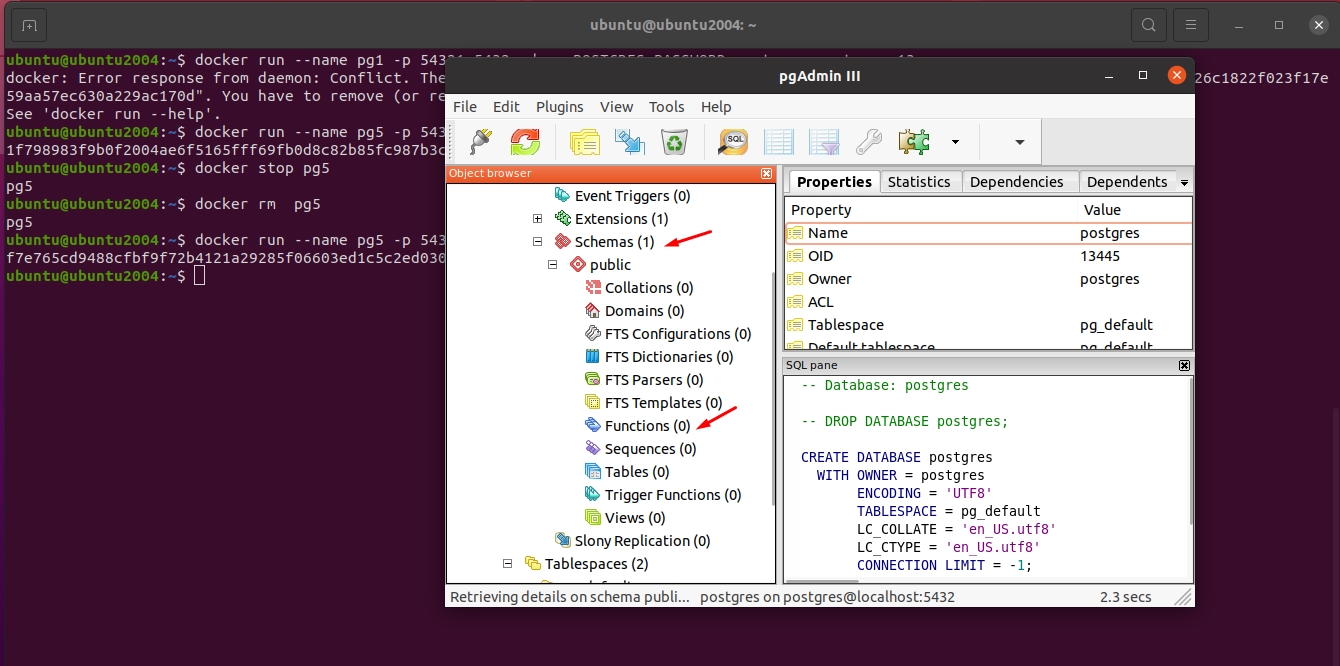 ubuntu@ubuntu2004: ~
ubuntu@ubuntu2004:~$ docker run --name pg1 -p
docker: Error response from daemon: Conflict. The
26c1822f023f17e
59aa57ec630a229ac170d". You have to remove (or re
See 'docker run --help'.
ubuntu@ubuntu2004:~$ docker run --name pg5 -p 543
1f798983f9b0f2004ae6f5165fff69fb0d8c82b85fc987b3c
ubuntu@ubuntu2004:~$ docker stop pg5
pg5
ubuntu@ubuntu2004:~$ docker rm  pg5
pg5
ubuntu@ubuntu2004:~$ docker run --name pg5 -p 543
f7e765cd9488cfbf9f72b4121a29285f06603ed1c5c2ed030
ubuntu@ubuntu2004:~$
pgAdmin III
File Edit Plugins View Tools Help
SQL
Object browser
Event Triggers (0)
Extensions (1)
Schemas (1)
public
Collations (0)
Domains (0)
FTS Configurations (0)
FTS Dictionaries (0)
FTS Parsers (0)
FTS Templates (0)
Functions (0)
Sequences (0)
Tables (0)
Trigger Functions (0)
Views (0)
Slony Replication (0)
Tablespaces (2)
Properties Statistics Dependencies Dependents
Property Value
Name postgres
OID 13445
Owner postgres
ACL
Tablespace pg_default
Default tablespace pg_default
SQL pane
-- Database: postgres
-- DROP DATABASE postgres;
CREATE DATABASE postgres
WITH OWNER = postgres
ENCODING = 'UTF8'
TABLESPACE = pg_default
LC_COLLATE = 'en_US.utf8'
LC_CTYPE = 'en_US.utf8'
CONNECTION LIMIT = -1;
Retrieving details on schema publi... postgres on postgres@localhost:5432 2.3 secs